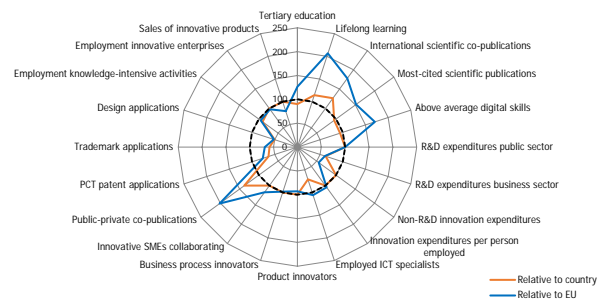 Tertiary education
Sales of innovative products
250
Lifelong learning
Employment innovative enterprises
200
International scientific co-publications
150
Employment knowledge-intensive activities
Most-cited scientific publications
100
Design applications
50
Above average digital skills
Trademark applications
0
R&D expenditures public sector
PCT patent applications
R&D expenditures business sector
Public-private co-publications
Non-R&D innovation expenditures
Innovative SMEs collaborating
Innovation expenditures per person
employed
Business process innovators
Employed ICT specialists
Product innovators
Relative to country
Relative to EU